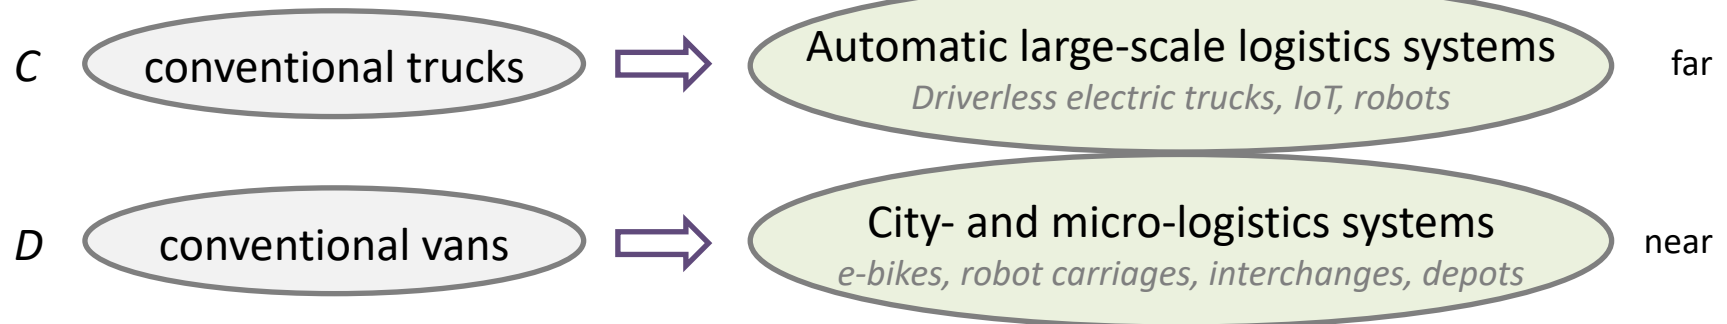 C conventional trucks Automatic large-scale logistics systems far
Driverless electric trucks, IoT, robots
D conventional vans City- and micro-logistics systems near
e-bikes, robot carriages, interchanges, depots